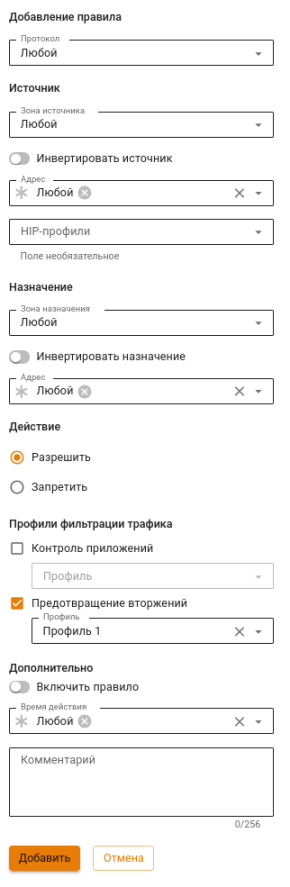 Добавление правила
Протокол
Любой
Источник
Зона источника
Любой
Инвертировать источник
Адрес
Любой
HIP-профили
Поле необязательное
Назначение
Зона назначения
Любой
Инвертировать назначение
Адрес
Любой
Действие
Разрешить
Запретить
Профили фильтрации трафика
Контроль приложений
Профиль
Предотвращение вторжений
Профиль
Профиль 1
Дополнительно
Включить правило
Время действия
Любой
Комментарий
0/256
Добавить Отмена